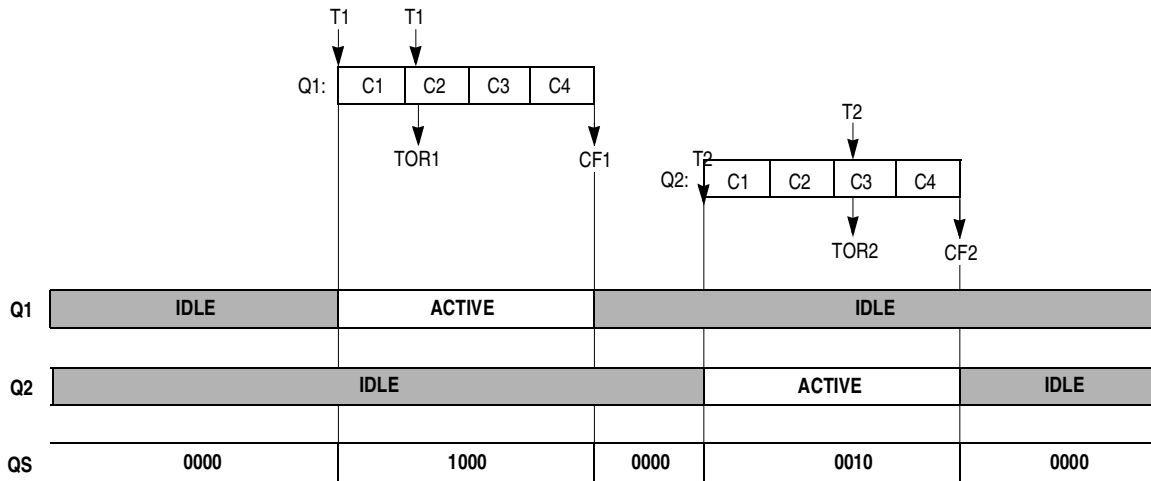 T1 T1
Q1: C1 C2 C3 C4
T2
TOR1 CF1 T2
Q2: C1 C2 C3 C4
TOR2 CF2
Q1 IDLE ACTIVE IDLE
Q2 IDLE ACTIVE IDLE
QS 0000 1000 0000 0010 0000